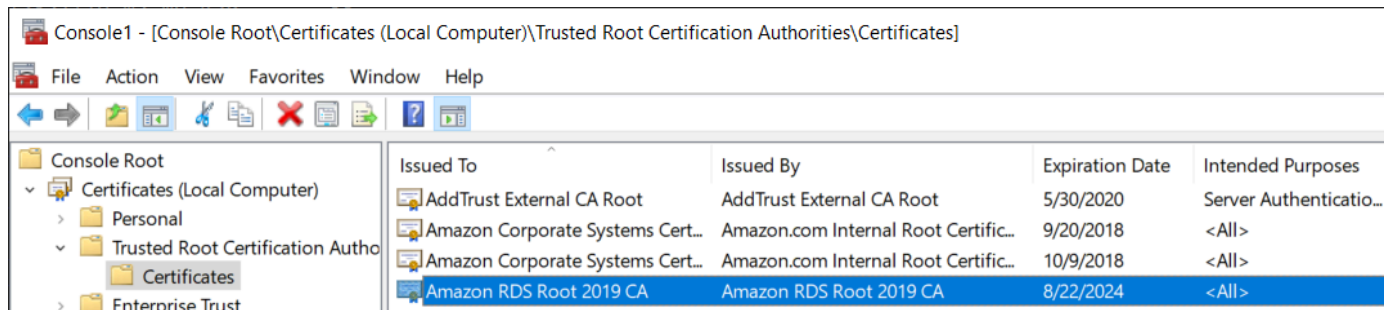 Console1 - [Console Root\Certificates (Local Computer)\Trusted Root Certification Authorities\Certificates]
File Action View Favorites Window Help
Console Root
Certificates (Local Computer)
Personal
Trusted Root Certification Autho
Certificates
Enterprise Trust
Issued To Issued By Expiration Date Intended Purposes
AddTrust External CA Root AddTrust External CA Root 5/30/2020 Server Authenticatio...
Amazon Corporate Systems Cert... Amazon.com Internal Root Certific... 9/20/2018 <All>
Amazon Corporate Systems Cert... Amazon.com Internal Root Certific... 10/9/2018 <All>
Amazon RDS Root 2019 CA Amazon RDS Root 2019 CA 8/22/2024 <All>